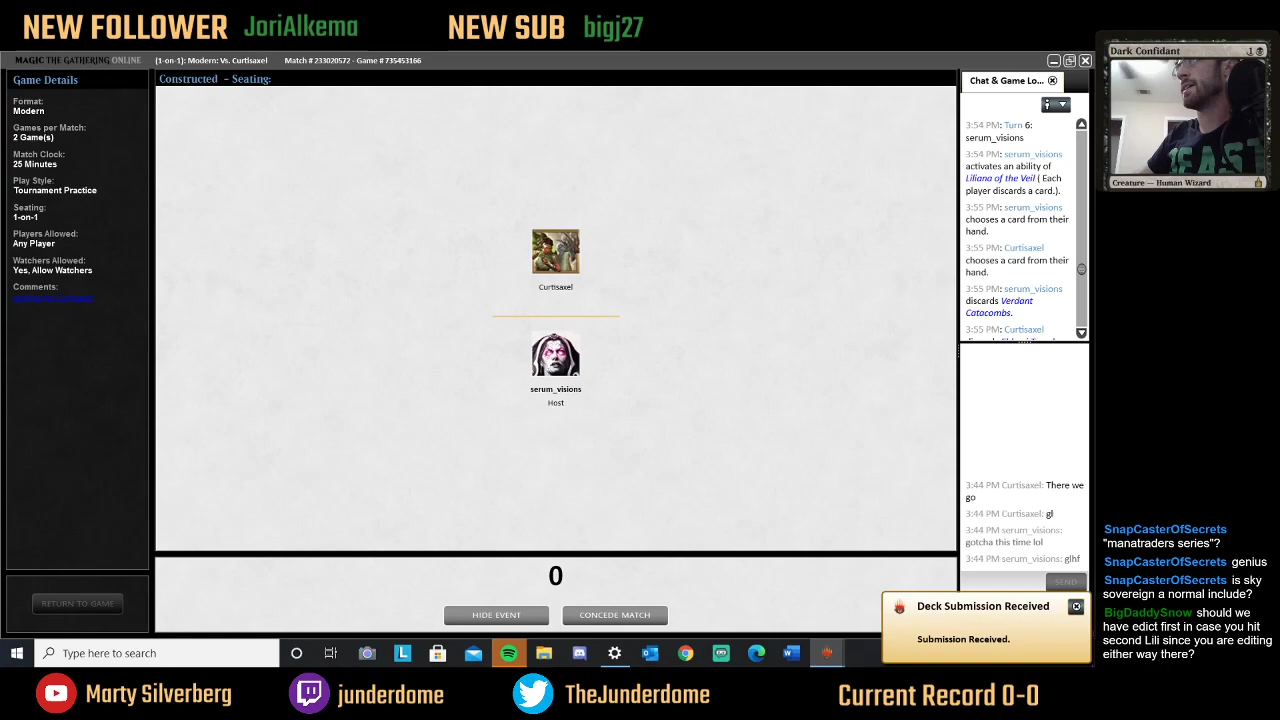 NEW FOLLOWER JoriAlkema NEW SUB bigj27
MAGIC THE GATHERING ONLINE (1-on-1): Modern: Vs. Curtisaxel Match # 233020572 - Game # 735453166
Game Details
Format:
Modern
Games per Match:
2 Game(s)
Match Clock:
25 Minutes
Play Style:
Tournament Practice
Seating:
1-on-1
Players Allowed:
Any Player
Watchers Allowed:
Yes, Allow Watchers
Comments:
RETURN TO GAME
Constructed - Seating:
Curtisaxel
serum_visions
Host
0
HIDE EVENT CONCEDE MATCH
Chat & Game Lo...
3:54 PM: Turn 6:
serum_visions
3:54 PM: serum_visions
activates an ability of
Liliana of the Veil ( Each
player discards a card.).
3:55 PM: serum_visions
chooses a card from their
hand.
3:55 PM: Curtisaxel
chooses a card from their
hand.
3:55 PM: serum_visions
discards Verdant
Catacombs.
3:55 PM: Curtisaxel
3:44 PM Curtisaxel: There we
go
3:44 PM Curtisaxel: gl
3:44 PM serum_visions:
gotcha this time lol
3:44 PM serum_visions: glhf
SEND
Deck Submission Received
Submission Received.
Dark Confidant 1
BEAST
Creature — Human Wizard
SnapCasterOfSecrets
"manatraders series"?
SnapCasterOfSecrets genius
SnapCasterOfSecrets is sky
sovereign a normal include?
BigDaddySnow should we
have edict first in case you hit
second Lili since you are editing
either way there?
Type here to search
Marty Silverberg junderdome TheJunderdome Current Record 0-0